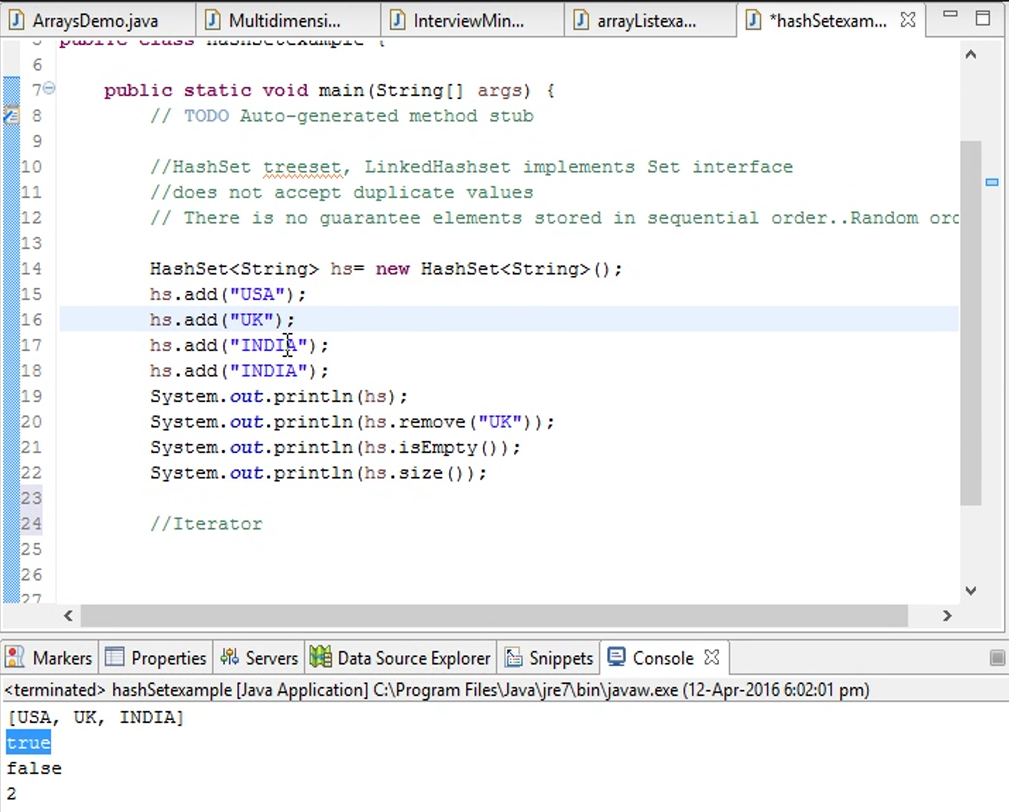 ArraysDemo.java Multidimensi... InterviewMin... arrayListexa... *hashSetexam...
public class hashSetexample {
6
7 public static void main(String[] args) {
8 // TODO Auto-generated method stub
9
10 //HashSet treeset, LinkedHashset implements Set interface
11 //does not accept duplicate values
12 // There is no guarantee elements stored in sequential order..Random
13
14 HashSet<String> hs= new HashSet<String>();
15 hs.add("USA");
16 hs.add("UK");
17 hs.add("INDIA");
18 hs.add("INDIA");
19 System.out.println(hs);
20 System.out.println(hs.remove("UK"));
21 System.out.println(hs.isEmpty());
22 System.out.println(hs.size());
23
24 //Iterator
25
26
27
Markers Properties Servers Data Source Explorer Snippets Console
<terminated> hashSetexample [Java Application] C:\Program Files\Java\jre7\bin\javaw.exe (12-Apr-2016 6:02:01 pm)
[USA, UK, INDIA]
true
false
2